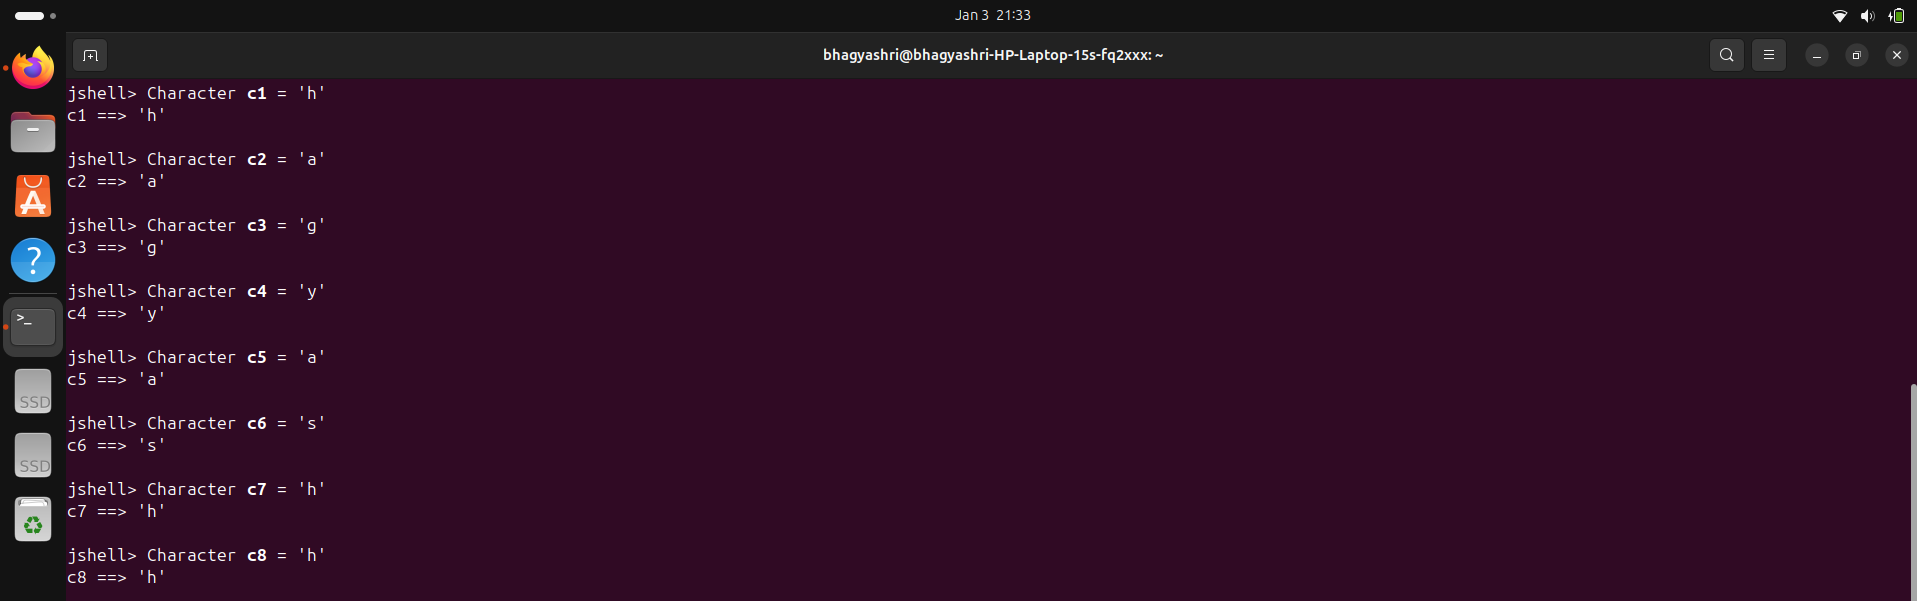 Jan 3 21:33
bhagyashri@bhagyashri-HP-Laptop-15s-fq2xxx: ~
jshell> Character c1 = 'h'
c1 ==> 'h'
jshell> Character c2 = 'a'
c2 ==> 'a'
jshell> Character c3 = 'g'
c3 ==> 'g'
jshell> Character c4 = 'y'
c4 ==> 'y'
jshell> Character c5 = 'a'
c5 ==> 'a'
jshell> Character c6 = 's'
c6 ==> 's'
jshell> Character c7 = 'h'
c7 ==> 'h'
jshell> Character c8 = 'h'
c8 ==> 'h'
?
>_
SSD
SSD